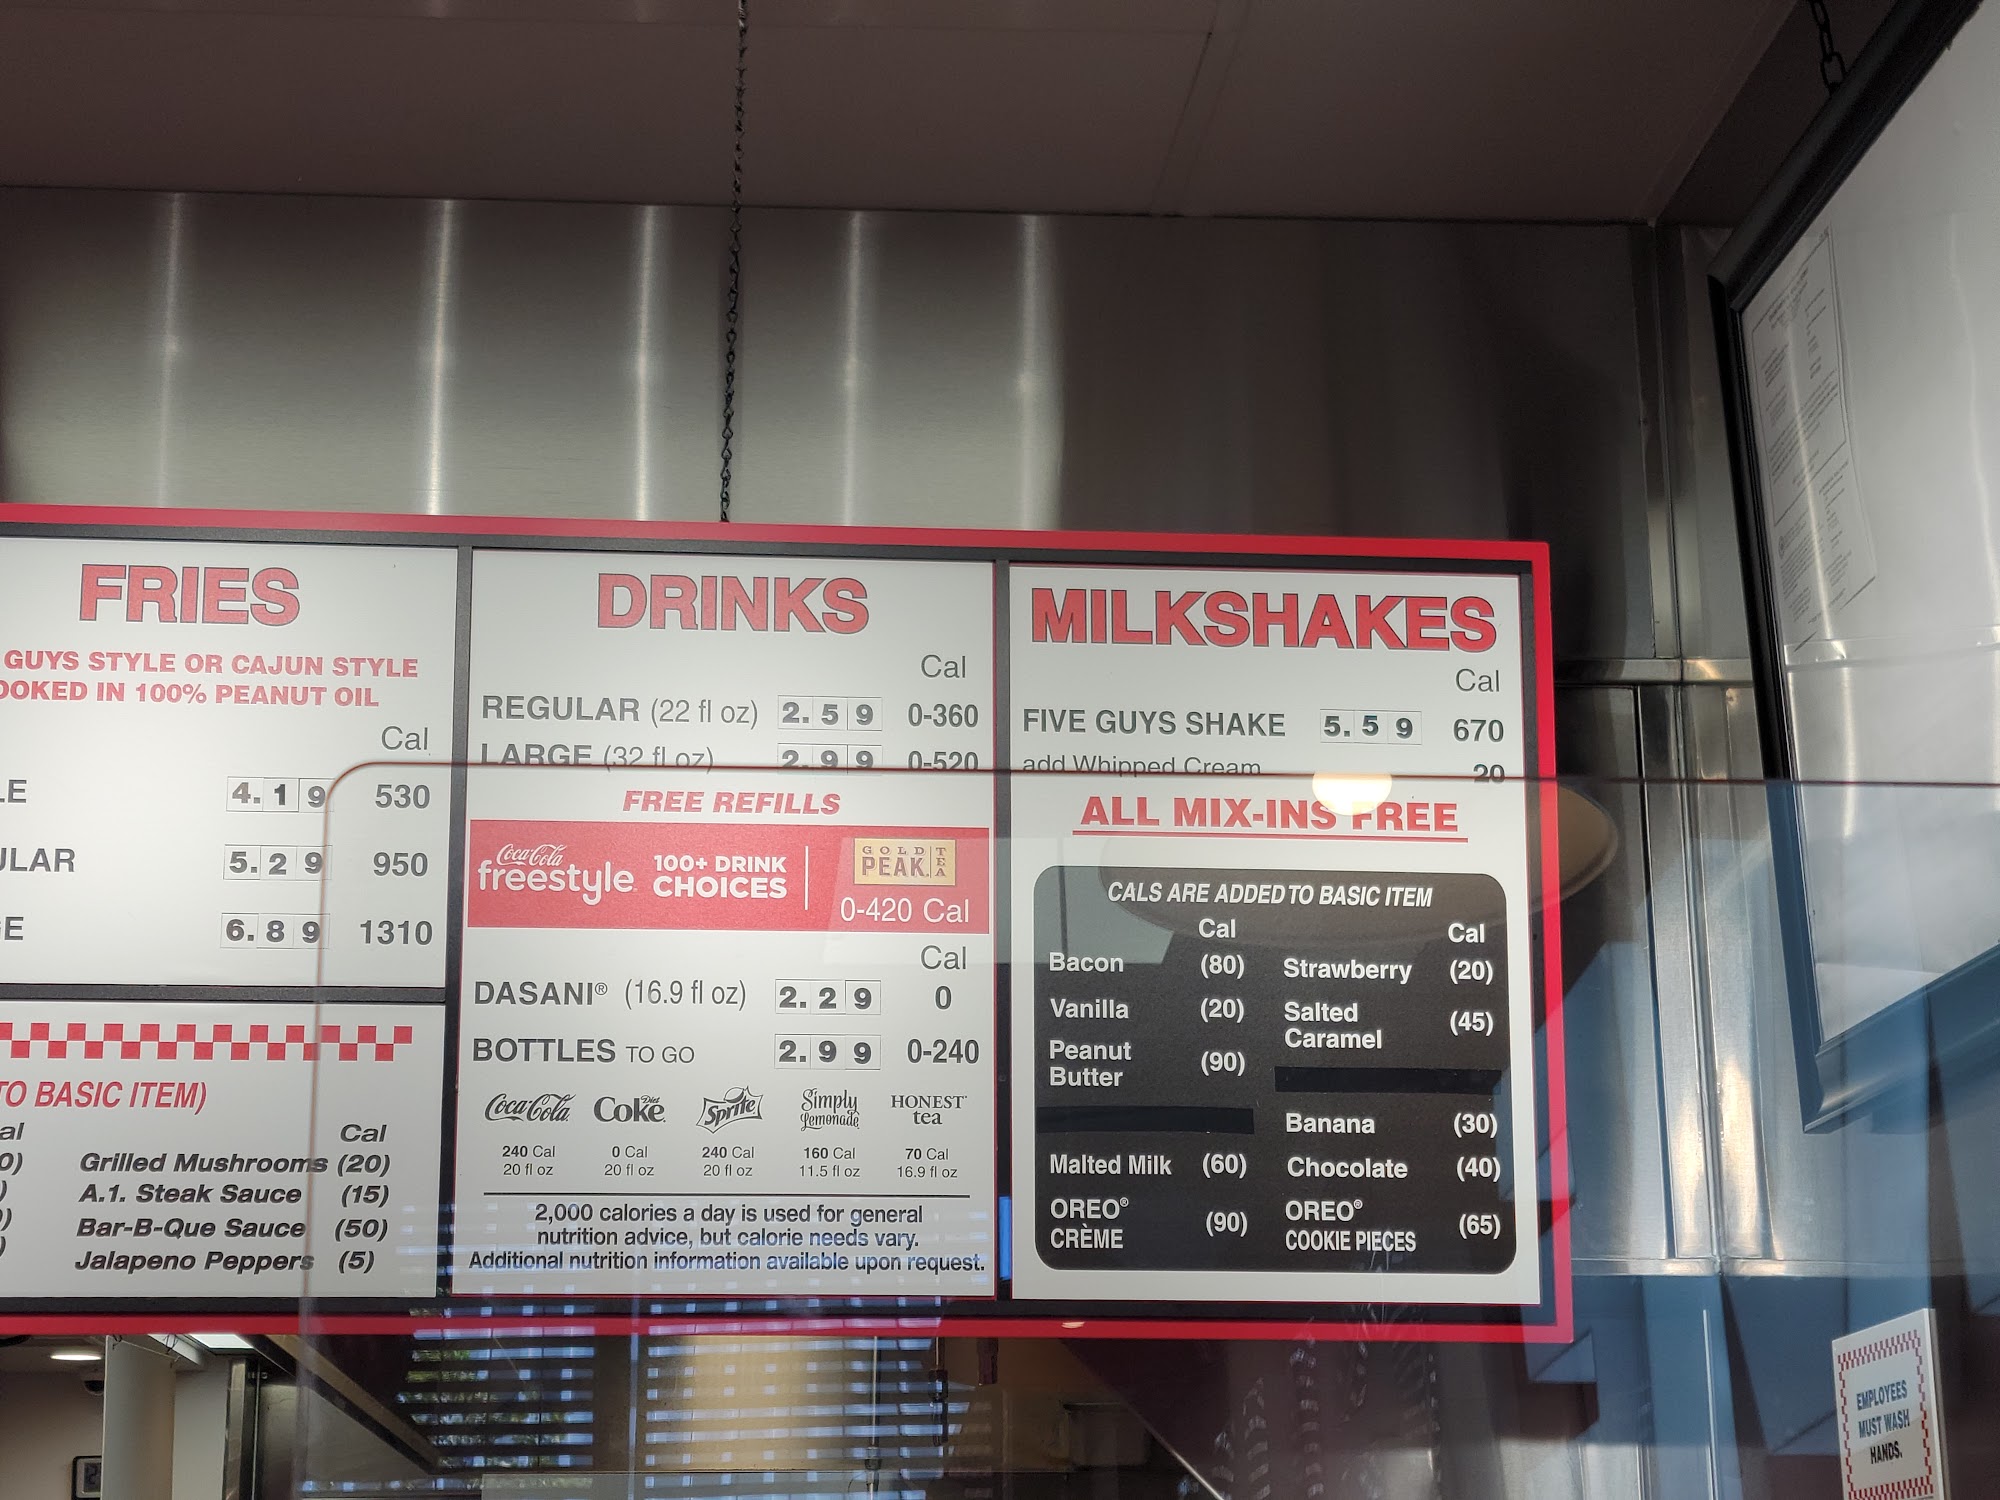 FRIES
GUYS STYLE OR CAJUN STYLE
OOKED IN 100% PEANUT OIL
Cal
LE 4.19 530
ULAR 5.29 950
GE 6.89 1310
TO BASIC ITEM)
al Cal
0) Grilled Mushrooms (20)
) A.1. Steak Sauce (15)
) Bar-B-Que Sauce (50)
) Jalapeno Peppers (5)
DRINKS
Cal
REGULAR (22 fl oz) 2.59 0-360
LARGE (32 fl oz) 2.99 0-520
FREE REFILLS
Coca-Cola
freestyle
100+ DRINK
CHOICES
GOLD
PEAK
TEA
0-420 Cal
Cal
DASANI® (16.9 fl oz) 2.29 0
BOTTLES TO GO 2.99 0-240
Coca-Cola Diet Coke Sprite Simply Lemonade HONEST tea
240 Cal 0 Cal 240 Cal 160 Cal 70 Cal
20 fl oz 20 fl oz 20 fl oz 11.5 fl oz 16.9 fl oz
2,000 calories a day is used for general
nutrition advice, but calorie needs vary.
Additional nutrition information available upon request.
MILKSHAKES
Cal
FIVE GUYS SHAKE 5.59 670
add Whipped Cream 20
ALL MIX-INS FREE
CALS ARE ADDED TO BASIC ITEM
Cal Cal
Bacon (80) Strawberry (20)
Vanilla (20) Salted
Caramel (45)
Peanut
Butter (90)
Banana (30)
Malted Milk (60) Chocolate (40)
OREO® (90) OREO® (65)
CRÈME COOKIE PIECES
EMPLOYEES
MUST WASH
HANDS.